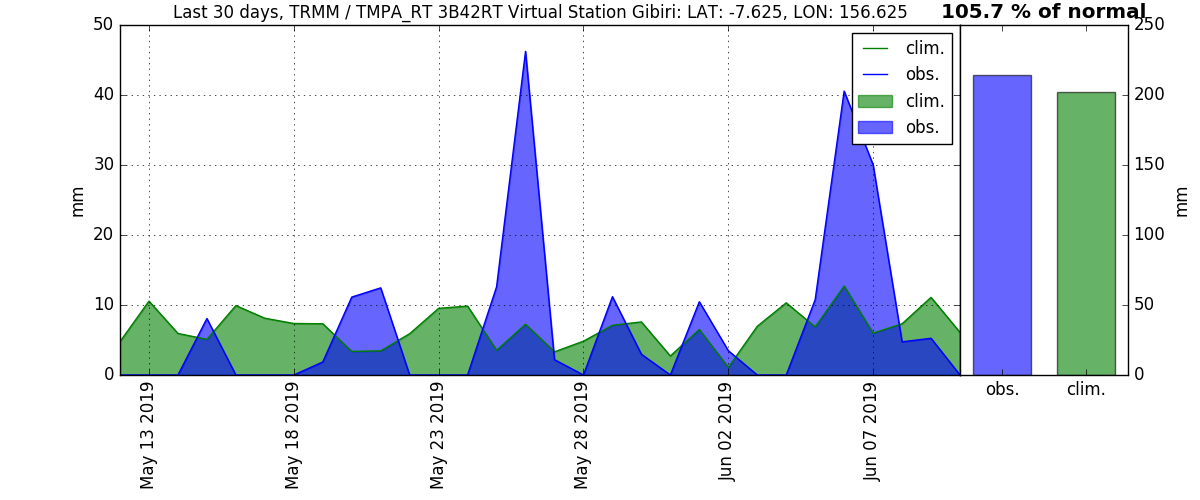 Last 30 days, TRMM / TMPA_RT 3B42RT Virtual Station Gibiri: LAT: -7.625, LON: 156.625
105.7 % of normal
50
40
30
20
10
0
mm
clim.
obs.
clim.
obs.
May 13 2019
May 18 2019
May 23 2019
May 28 2019
Jun 02 2019
Jun 07 2019
250
200
150
100
50
0
mm
obs.
clim.